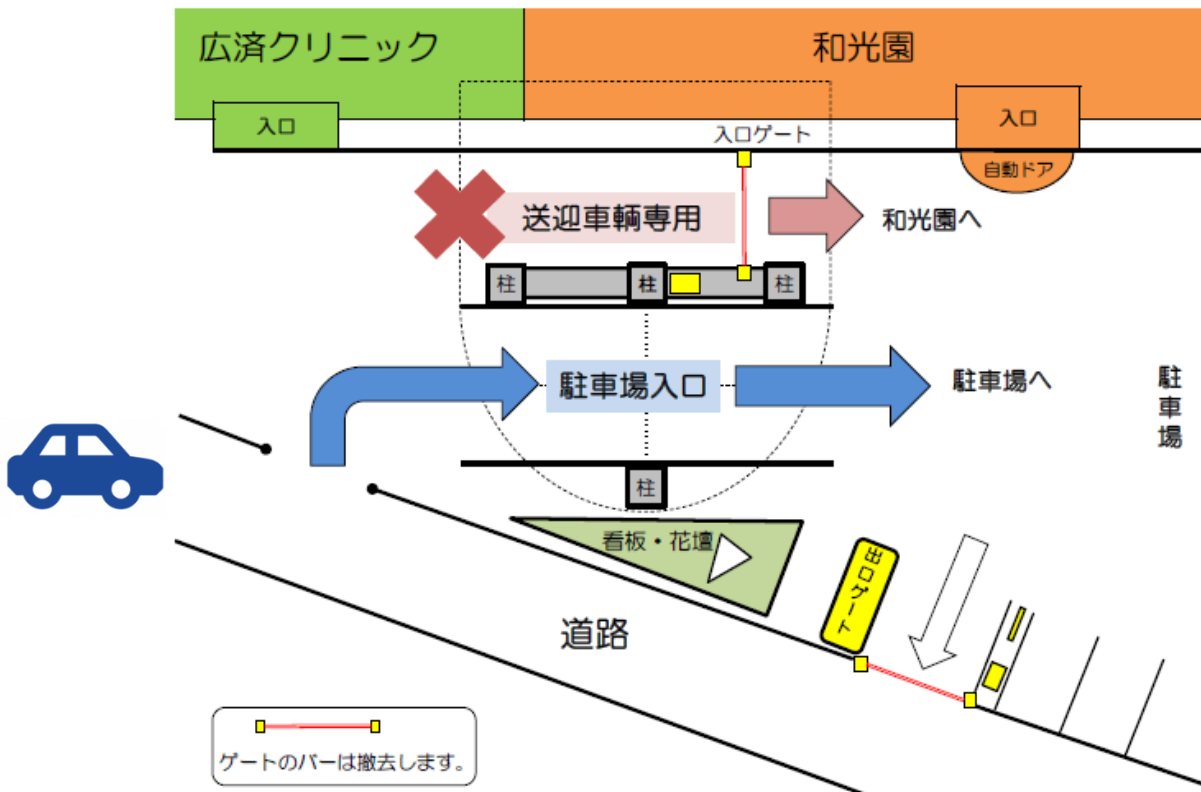 広済クリニック
和光園
入口
入口
入口ゲート
自動ドア
送迎車輌専用
和光園へ
柱
柱
柱
駐車場入口
駐車場へ
駐車場
柱
看板・花壇
出口ゲート
道路
ゲートのバーは撤去します。